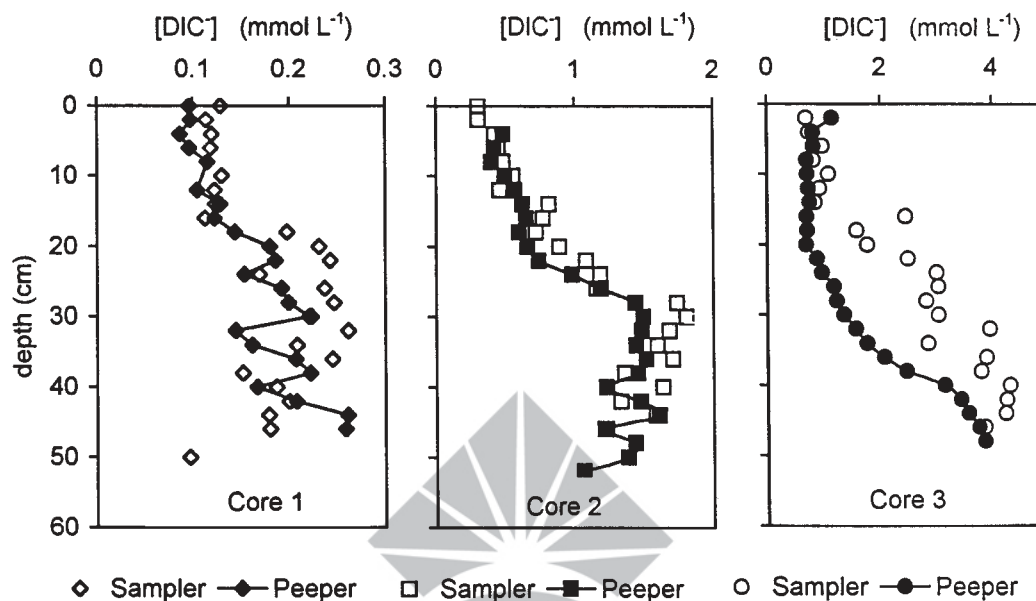 [DIC⁻] (mmol L⁻¹) [DIC⁻] (mmol L⁻¹) [DIC⁻] (mmol L⁻¹)
0 0.1 0.2 0.3 0 1 2 0 2 4
0
10
20
30
40
50
60
depth (cm)
Core 1 Core 2 Core 3
Sampler Peeper Sampler Peeper Sampler Peeper